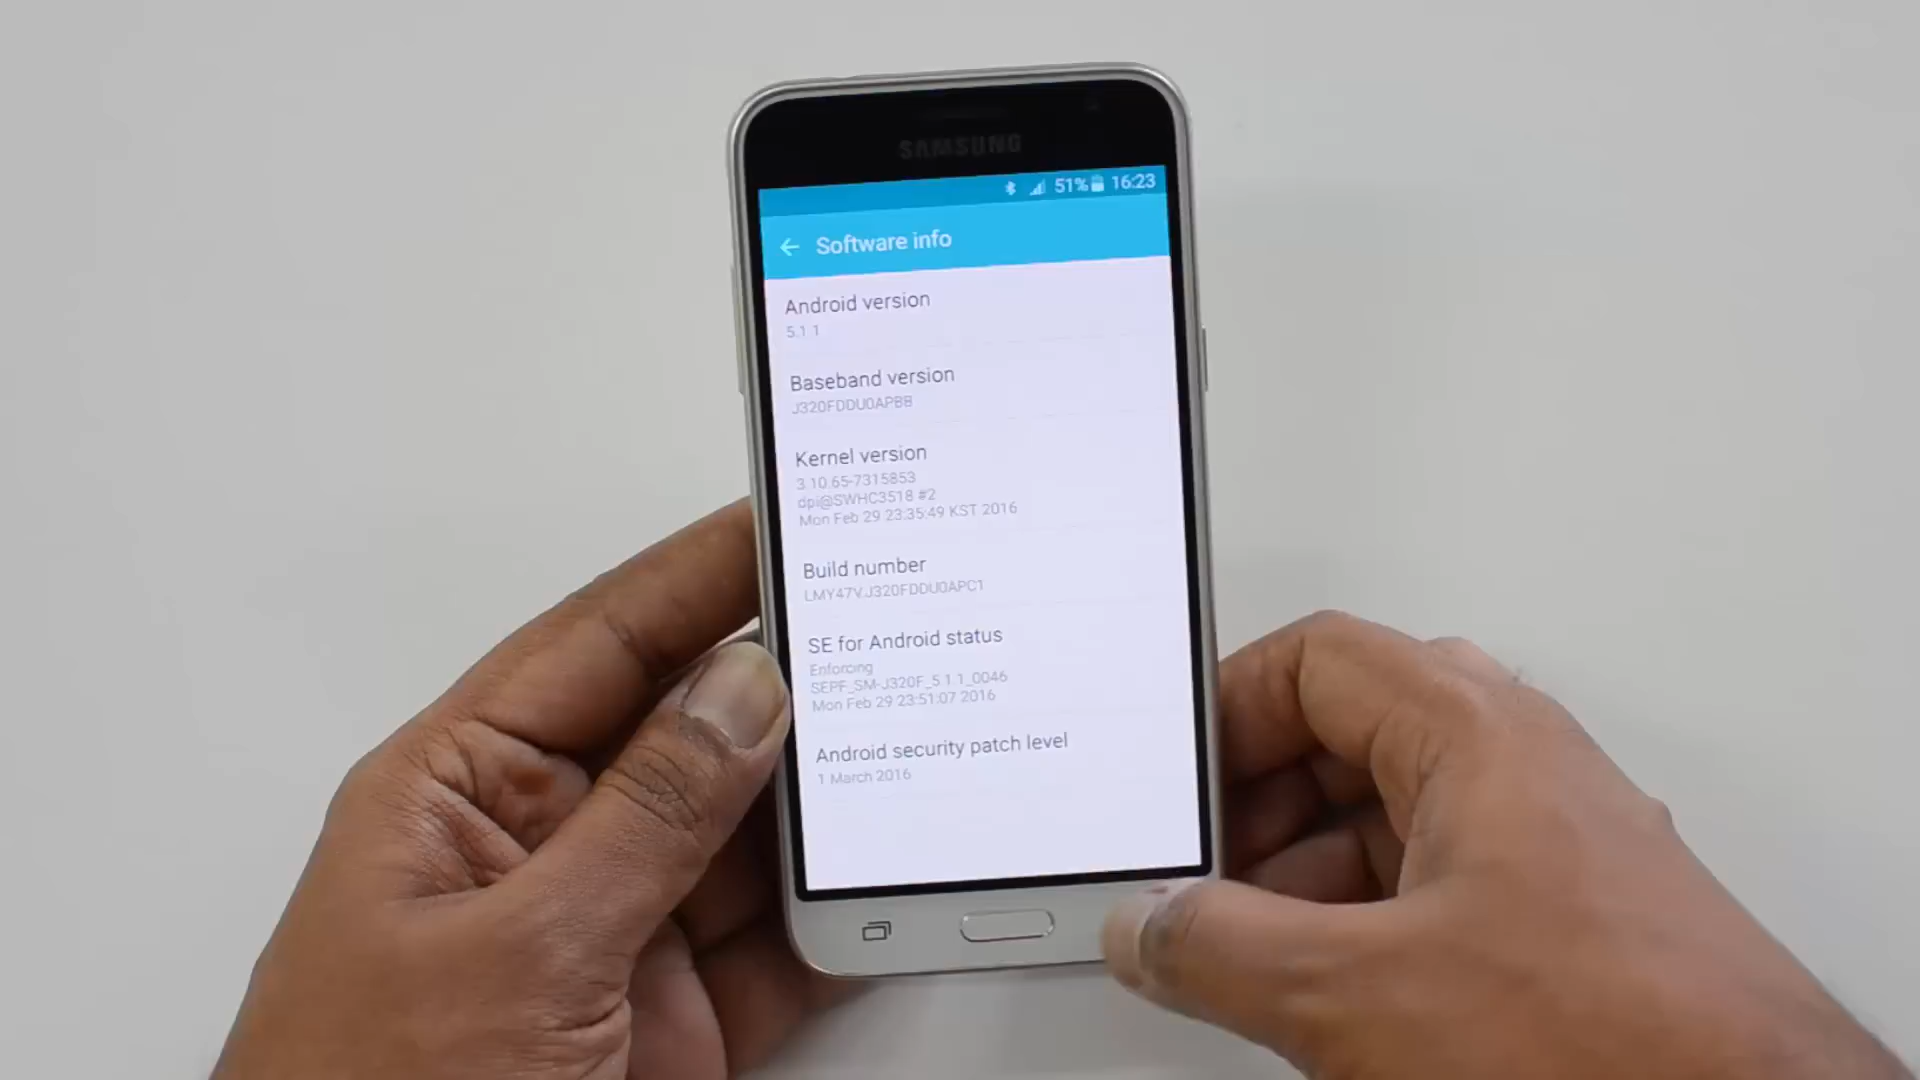 SAMSUNG
51% 16:23
Software info
Android version
5.1.1
Baseband version
J320FDDU0APBB
Kernel version
3.10.65-7315853
dpi@SWHC3518 #2
Mon Feb 29 23:35:49 KST 2016
Build number
LMY47V.J320FDDU0APC1
SE for Android status
Enforcing
SEPF_SM-J320F_5.1.1_0046
Mon Feb 29 23:51:07 2016
Android security patch level
1 March 2016